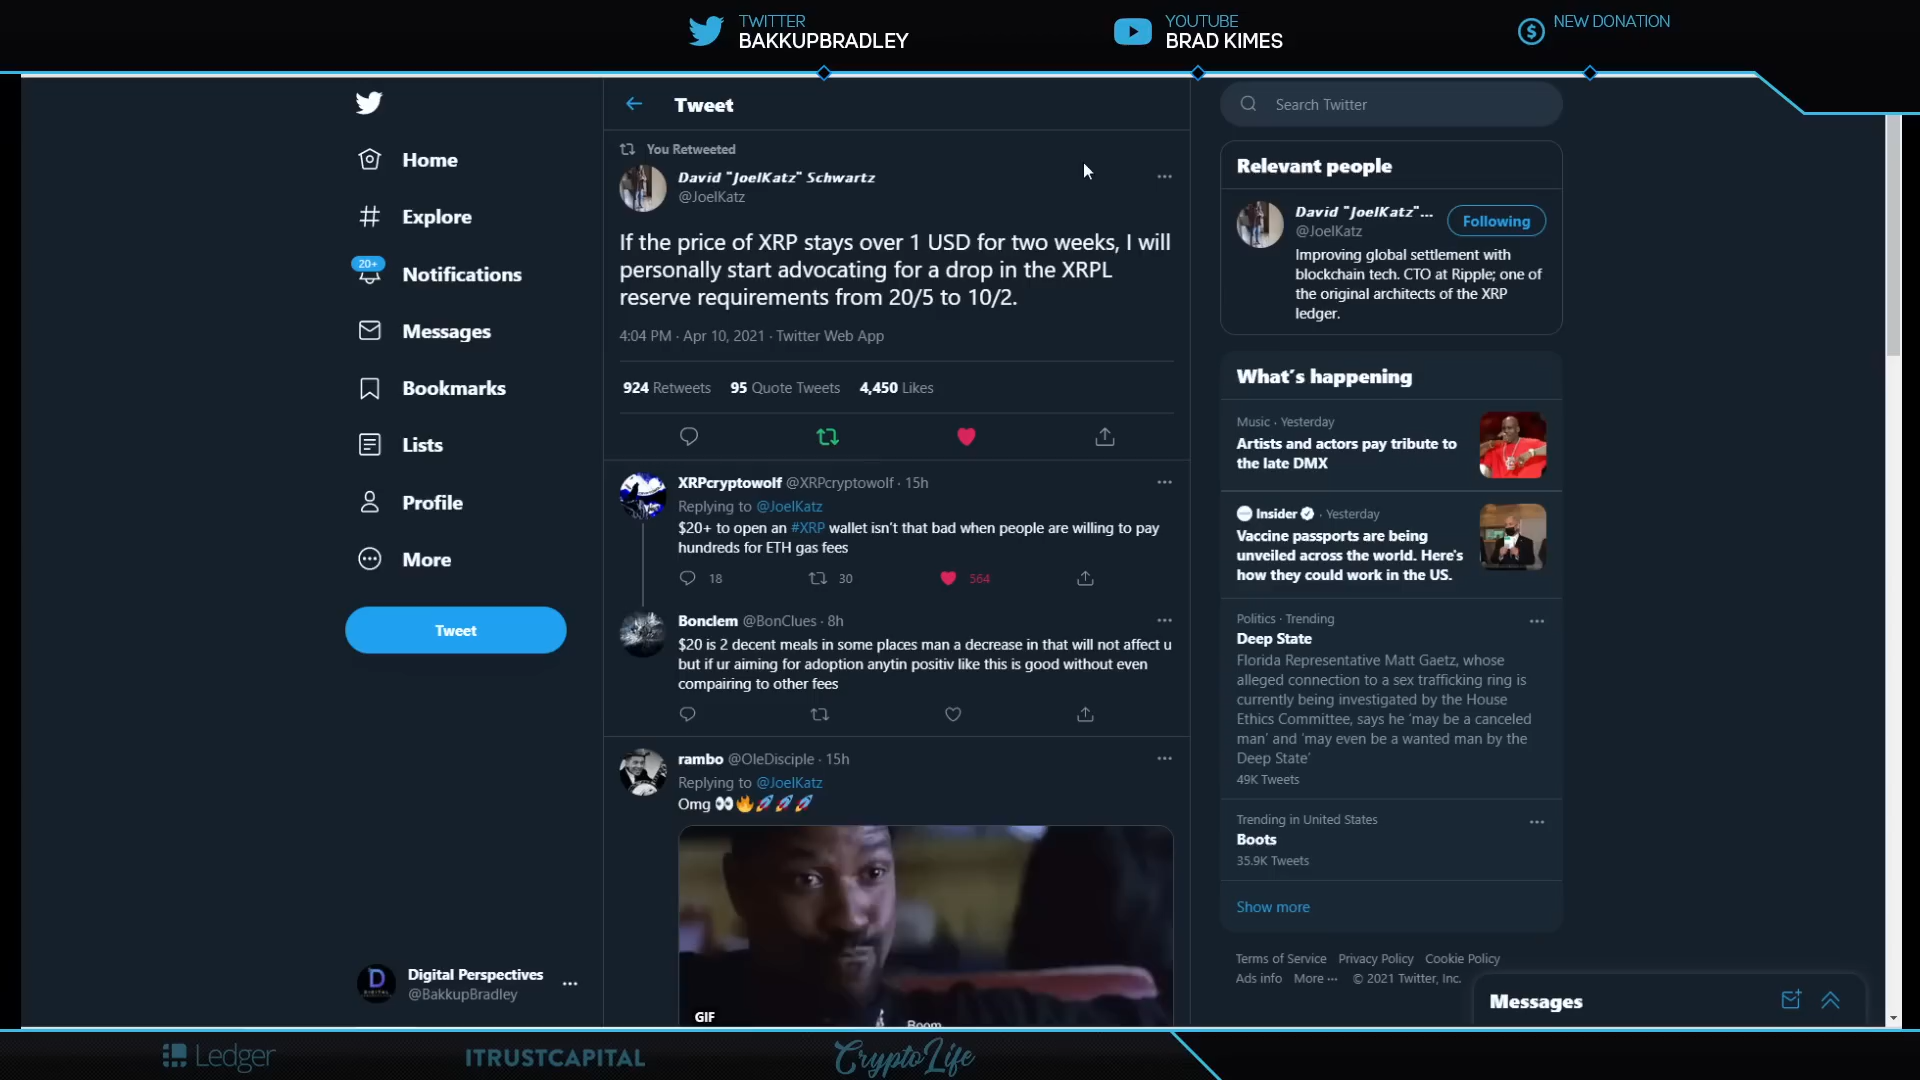 TWITTER
BAKKUPBRADLEY
YOUTUBE
BRAD KIMES
NEW DONATION
Home
Explore
20+
Notifications
Messages
Bookmarks
Lists
Profile
More
Tweet
Digital Perspectives
@BakkupBradley
Tweet
You Retweeted
David "JoelKatz" Schwartz
@JoelKatz
If the price of XRP stays over 1 USD for two weeks, I will
personally start advocating for a drop in the XRPL
reserve requirements from 20/5 to 10/2.
4:04 PM · Apr 10, 2021 · Twitter Web App
924 Retweets 95 Quote Tweets 4,450 Likes
XRPcryptowolf @XRPcryptowolf · 15h
Replying to @JoelKatz
$20+ to open an #XRP wallet isn't that bad when people are willing to pay
hundreds for ETH gas fees
18 30 564
Bonclem @BonClues · 8h
$20 is 2 decent meals in some places man a decrease in that will not affect u
but if ur aiming for adoption anytin positiv like this is good without even
compairing to other fees
rambo @OleDisciple · 15h
Replying to @JoelKatz
Omg 👀🔥🚀🚀🚀
GIF
Boom
Search Twitter
Relevant people
David "JoelKatz"...
@JoelKatz
Following
Improving global settlement with
blockchain tech. CTO at Ripple; one of
the original architects of the XRP
ledger.
What's happening
Music · Yesterday
Artists and actors pay tribute to
the late DMX
Insider · Yesterday
Vaccine passports are being
unveiled across the world. Here's
how they could work in the US.
Politics · Trending
Deep State
Florida Representative Matt Gaetz, whose
alleged connection to a sex trafficking ring is
currently being investigated by the House
Ethics Committee, says he 'may be a canceled
man' and 'may even be a wanted man by the
Deep State'
49K Tweets
Trending in United States
Boots
35.9K Tweets
Show more
Terms of Service Privacy Policy Cookie Policy
Ads info More ··· © 2021 Twitter, Inc.
Messages
Ledger
ITRUSTCAPITAL
CryptoLife